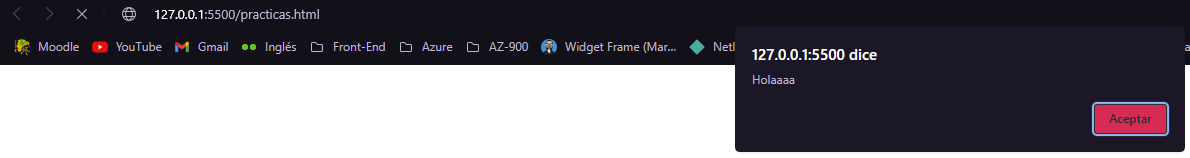 127.0.0.1:5500/practicas.html
Moodle YouTube Gmail Inglés Front-End Azure AZ-900 Widget Frame (Mar...
127.0.0.1:5500 dice
Holaaaa
Aceptar